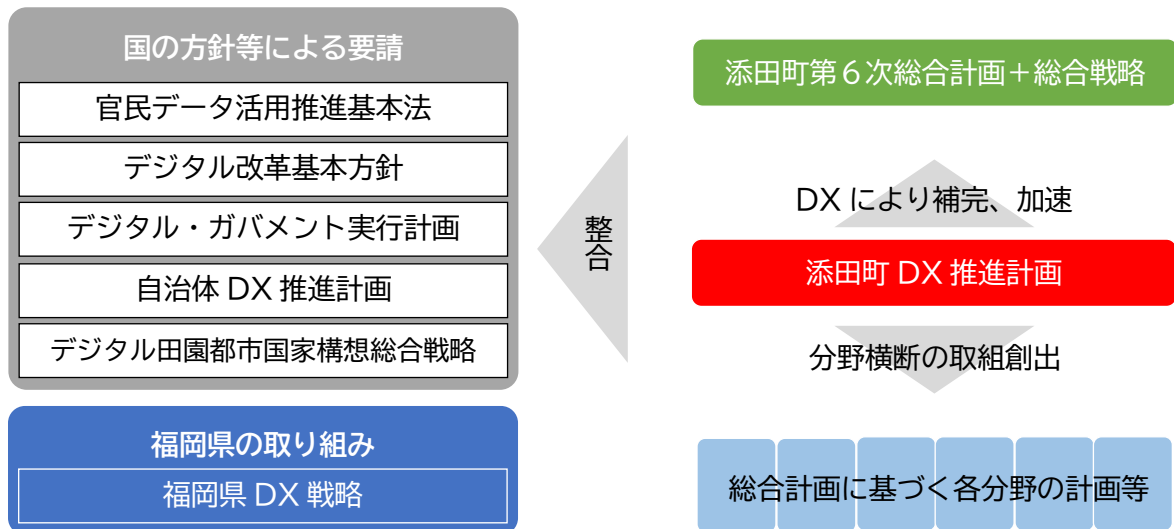 国の方針等による要請
官民データ活用推進基本法
デジタル改革基本方針
デジタル・ガバメント実行計画
自治体 DX 推進計画
デジタル田園都市国家構想総合戦略
福岡県の取り組み
福岡県 DX 戦略
整合
添田町第６次総合計画＋総合戦略
DX により補完、加速
添田町 DX 推進計画
分野横断の取組創出
総合計画に基づく各分野の計画等